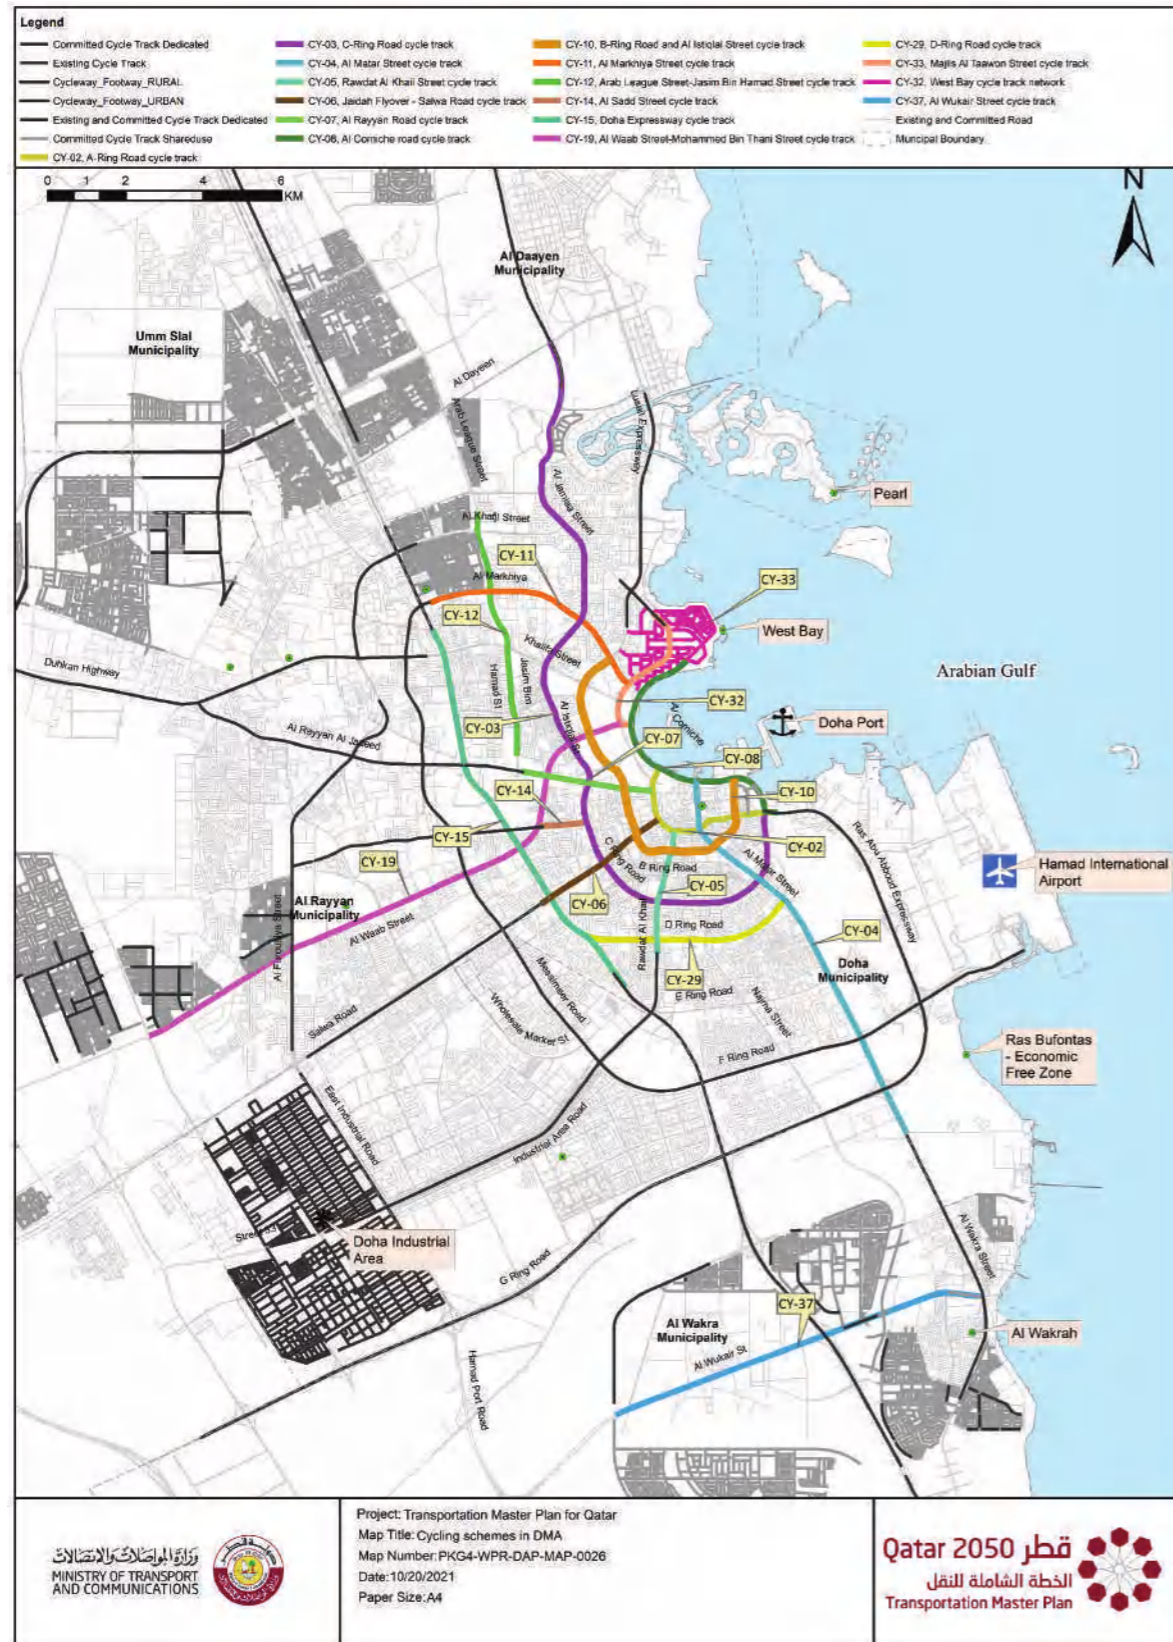 Legend
Committed Cycle Track Dedicated
Existing Cycle Track
Cycleway_Footway_RURAL
Cycleway_Footway_URBAN
Existing and Committed Cycle Track Dedicated
Committed Cycle Track Shareduse
CY-02, A-Ring Road cycle track
CY-03, C-Ring Road cycle track
CY-04, Al Matar Street cycle track
CY-05, Rawdat Al Khail Street cycle track
CY-06, Jaidah Flyover - Salwa Road cycle track
CY-07, Al Rayyan Road cycle track
CY-08, Al Corniche road cycle track
CY-10, B-Ring Road and Al Istiqlal Street cycle track
CY-11, Al Markhiya Street cycle track
CY-12, Arab League Street-Jasim Bin Hamad Street cycle track
CY-14, Al Sadd Street cycle track
CY-15, Doha Expressway cycle track
CY-19, Al Waab Street-Mohammed Bin Thani Street cycle track
CY-29, D-Ring Road cycle track
CY-33, Majlis Al Taawon Street cycle track
CY-32, West Bay cycle track network
CY-37, Al Wukair Street cycle track
Existing and Committed Road
Muncipal Boundary
0 1 2 4 6
KM
N
Al Daayen
Municipality
Umm Slal
Municipality
Al Dayeen
Arab League Street
Lusail Expressway
Al Jamiaa Street
Pearl
Al Khafji Street
CY-11
Al Markhiya
CY-33
CY-12
West Bay
Khalifa Street
Duhkan Highway
Hamad St
Jasim Bin
Arabian Gulf
CY-32
Al Corniche
Doha Port
CY-03
Al Istiqlal St
CY-07
Al Rayyan Al Jadeed
CY-08
CY-14
CY-10
CY-15
CY-02
C Ring Road
B Ring Road
Al Matar Street
Ras Abu Abboud Expressway
Hamad International
Airport
CY-19
CY-05
CY-06
Al Rayyan
Municipality
Al Waab Street
Al Furousiya Street
Rawdat Al Khail
D Ring Road
CY-04
Doha
Municipality
CY-29
Mesaimeer Road
E Ring Road
Najma Street
Salwa Road
Wholesale Market St
F Ring Road
Ras Bufontas
- Economic
Free Zone
East Industrial Road
Industrial Area Road
Doha Industrial
Area
G Ring Road
Al Wakra Street
CY-37
Al Wakra
Municipality
Al Wakrah
Al Wukair St
Hamad Port Road
وزارة المواصلات والاتصالات
MINISTRY OF TRANSPORT
AND COMMUNICATIONS
Project: Transportation Master Plan for Qatar
Map Title: Cycling schemes in DMA
Map Number: PKG4-WPR-DAP-MAP-0026
Date: 10/20/2021
Paper Size: A4
Qatar 2050 قطر
الخطة الشاملة للنقل
Transportation Master Plan